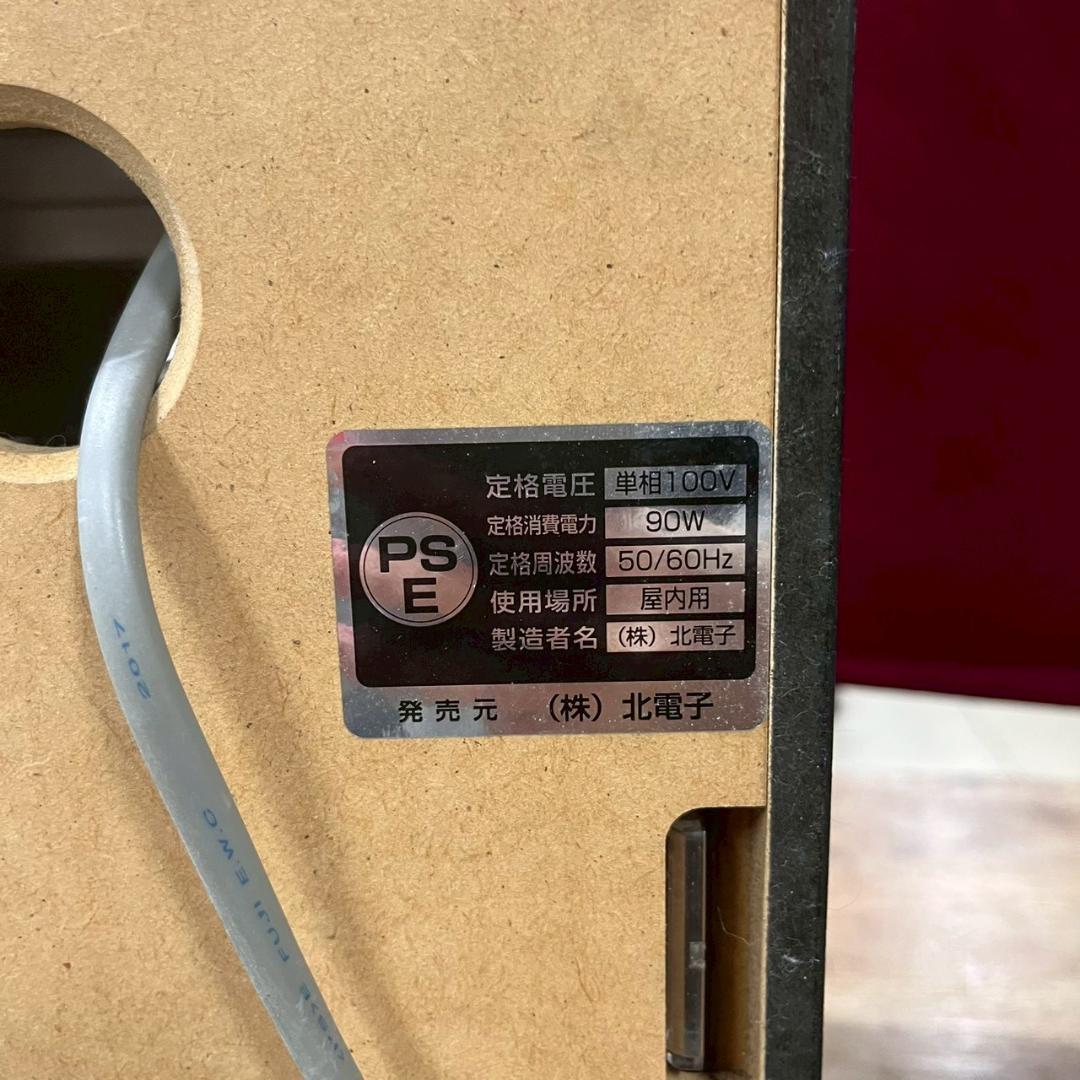 PS
E
定格電圧 単相100V
定格消費電力 90W
定格周波数 50/60Hz
使用場所 屋内用
製造者名 (株) 北電子
発売元 (株) 北電子
2017
E.W.C
FUJI